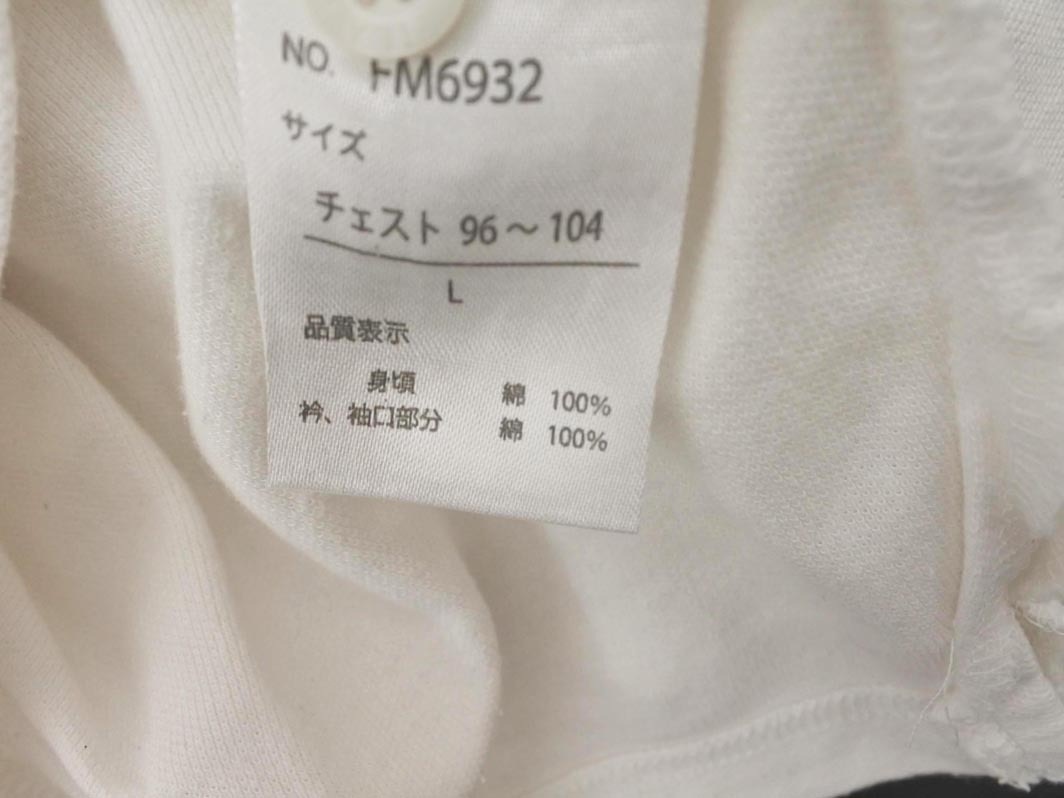 NO. FM6932
サイズ
チェスト 96～104
L
品質表示
身頃 綿 100%
衿、袖口部分 綿 100%